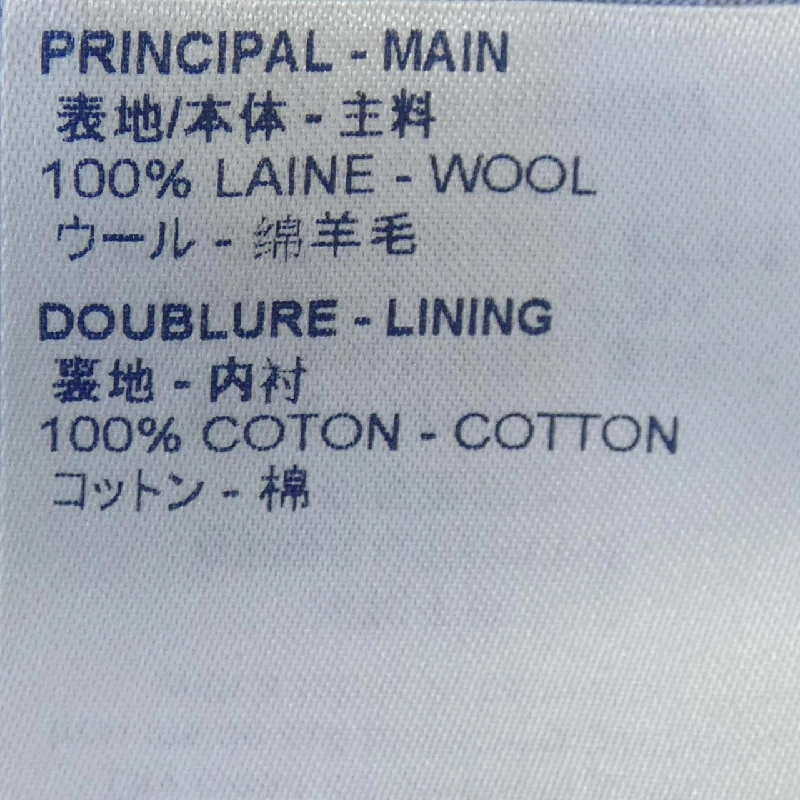 PRINCIPAL - MAIN
表地/本体 - 主料
100% LAINE - WOOL
ウール - 绵羊毛
DOUBLURE - LINING
裏地 - 内衬
100% COTON - COTTON
コットン - 棉